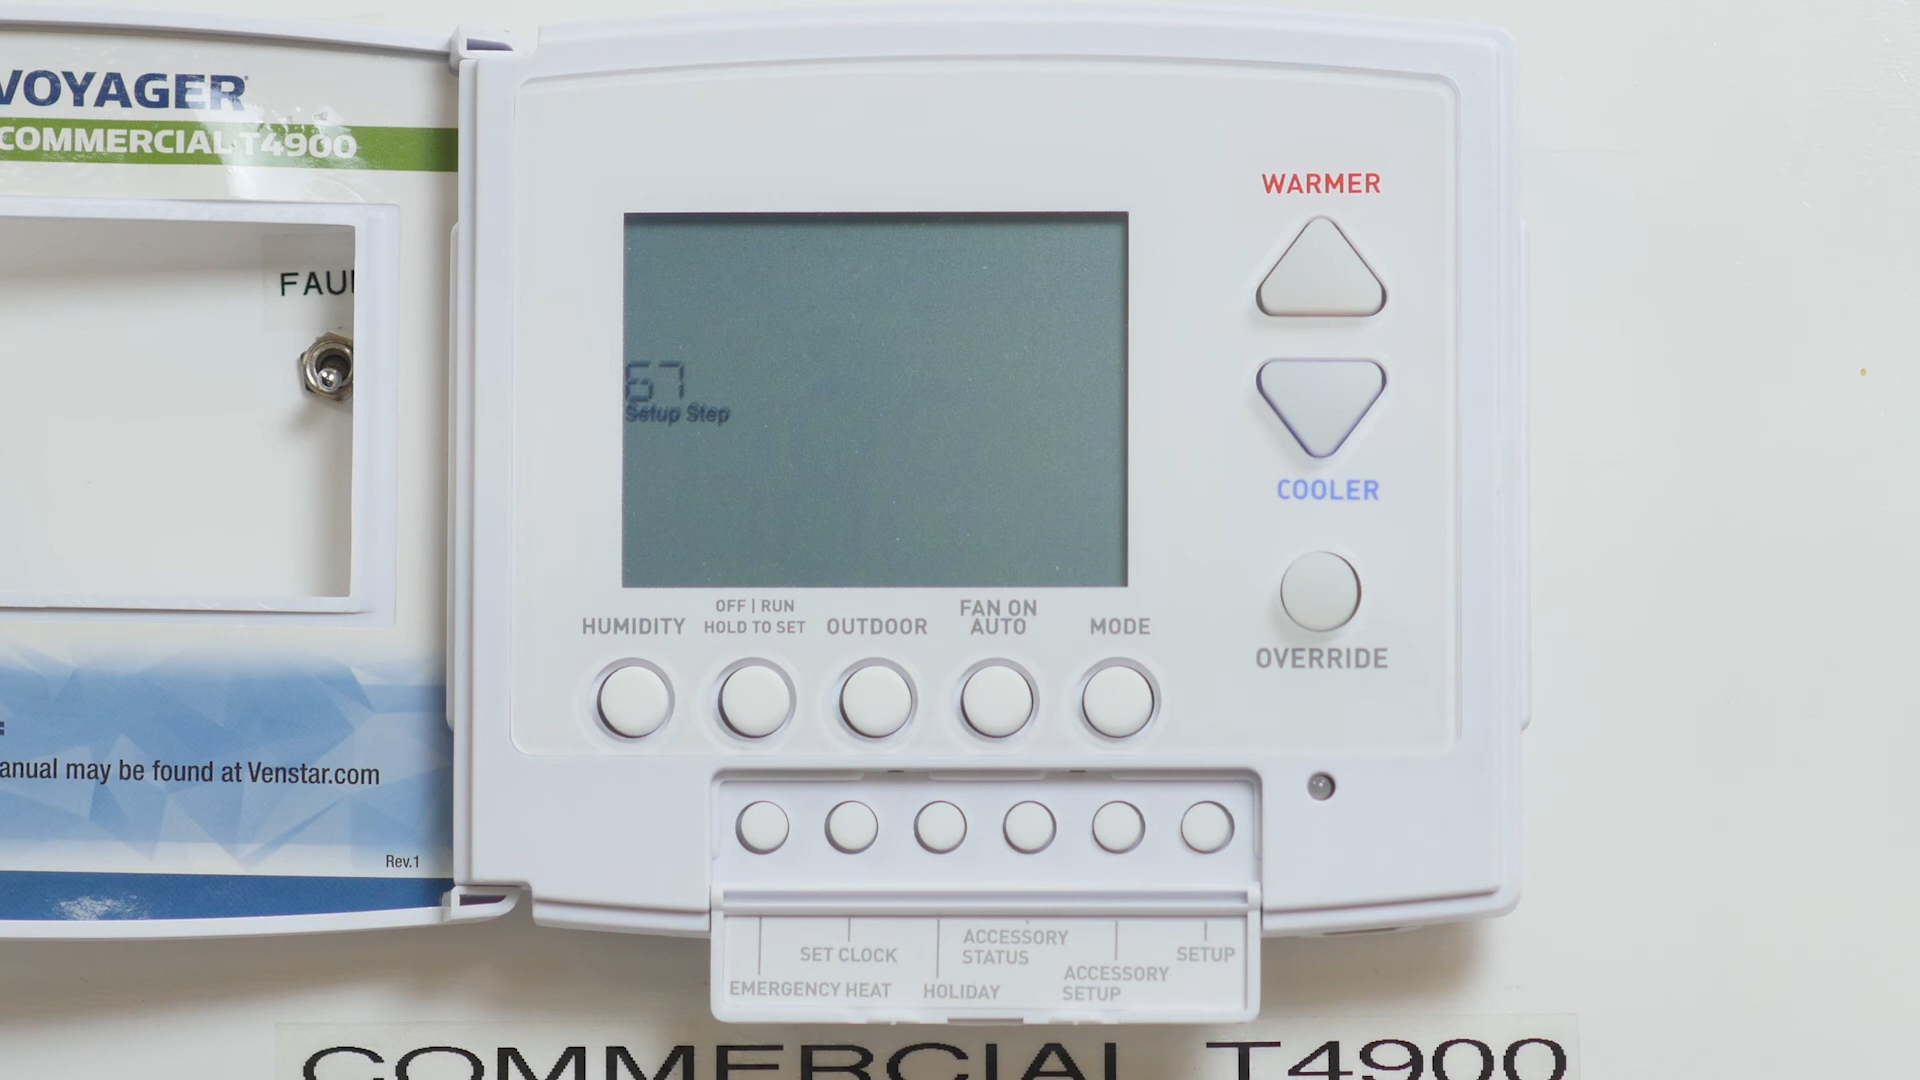 VOYAGER
COMMERCIAL T4900
FAU
anual may be found at Venstar.com
Rev.1
67
Setup Step
WARMER
COOLER
OVERRIDE
HUMIDITY
OFF | RUN
HOLD TO SET
OUTDOOR
FAN ON
AUTO
MODE
EMERGENCY HEAT
SET CLOCK
HOLIDAY
ACCESSORY
STATUS
ACCESSORY
SETUP
SETUP
COMMERCIAL T4900